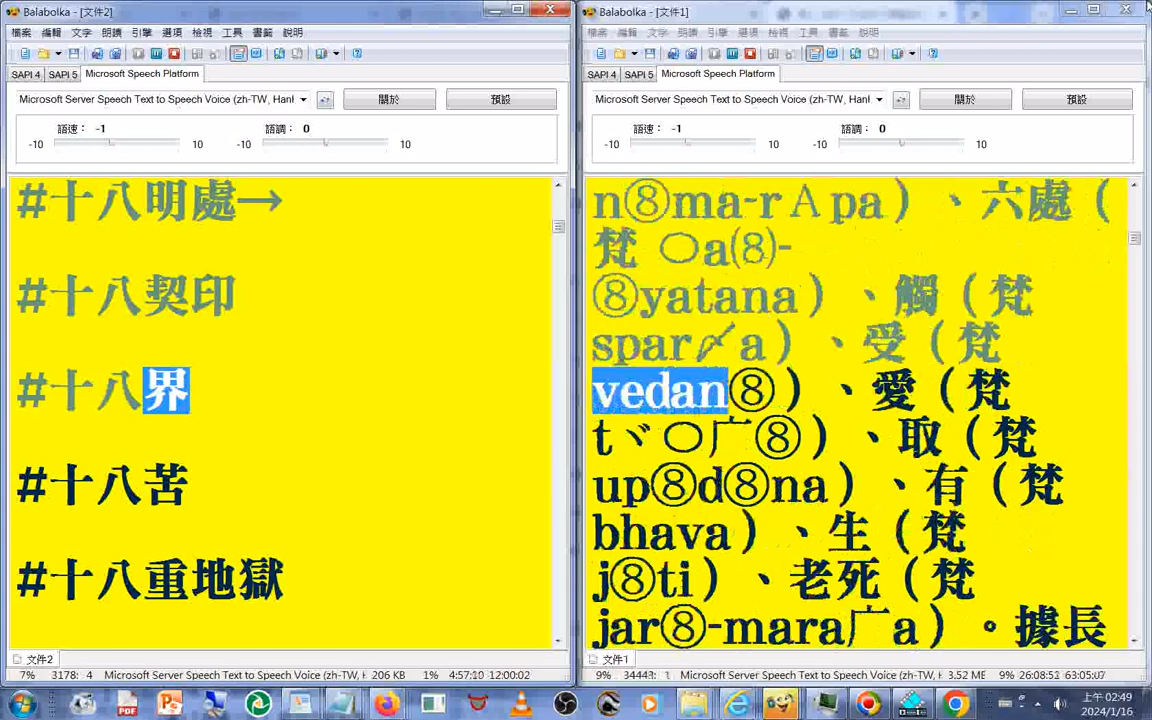 Balabolka - [文件2]
檔案 編輯 文字 朗讀 引擎 選項 檢視 工具 書籤 說明
SAPI 4 SAPI 5 Microsoft Speech Platform
Microsoft Server Speech Text to Speech Voice (zh-TW, HanH
關於
預設
語速： -1
語調： 0
-10 10 -10 10
#十八明處→
#十八契印
#十八界
#十八苦
#十八重地獄
文件2
7% 3178: 4 Microsoft Server Speech Text to Speech Voice (zh-TW, Ha 206 KB 1% 4:57:10 12:00:02
Balabolka - [文件1]
檔案 編輯 文字 朗讀 引擎 選項 檢視 工具 書籤 說明
SAPI 4 SAPI 5 Microsoft Speech Platform
Microsoft Server Speech Text to Speech Voice (zh-TW, HanH
關於
預設
語速： -1
語調： 0
-10 10 -10 10
n⑧ma-rＡpa）、六處（
梵 〇a⑻-
⑧yatana）、觸（梵
spar〆a）、受（梵
vedan⑧）、愛（梵
tヾ〇广⑧）、取（梵
up⑧d⑧na）、有（梵
bhava）、生（梵
j⑧ti）、老死（梵
jar⑧-mara广a）。據長
文件1
9% 34443: 1 Microsoft Server Speech Text to Speech Voice (zh-TW, Ha 3.52 MB 9% 26:08:52 63:05:07
上午 02:49
2024/1/16